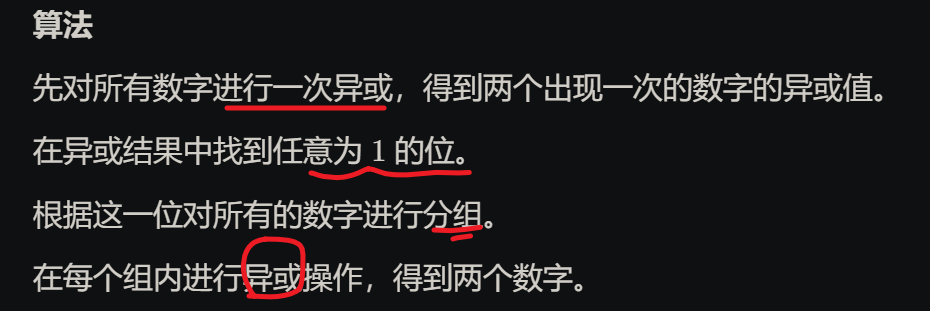 算法
先对所有数字进行一次异或，得到两个出现一次的数字的异或值。
在异或结果中找到任意为 1 的位。
根据这一位对所有的数字进行分组。
在每个组内进行异或操作，得到两个数字。